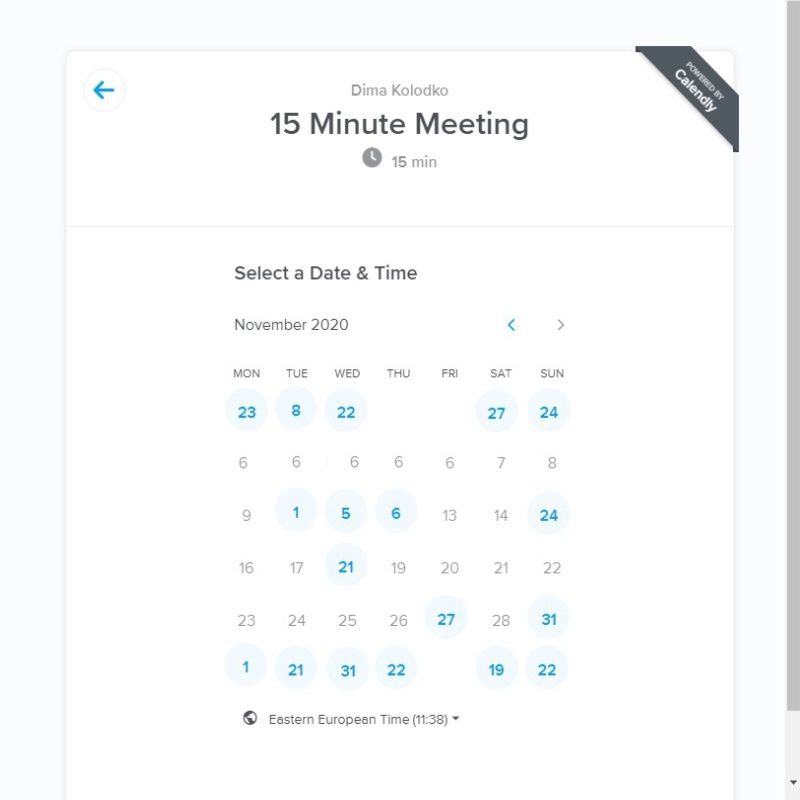 POWERED BY
Calendly
Dima Kolodko
15 Minute Meeting
15 min
Select a Date & Time
November 2020
MON TUE WED THU FRI SAT SUN
23 8 22 27 24
6 6 6 6 6 7 8
9 1 5 6 13 14 24
16 17 21 19 20 21 22
23 24 25 26 27 28 31
1 21 31 22 19 22
Eastern European Time (11:38)